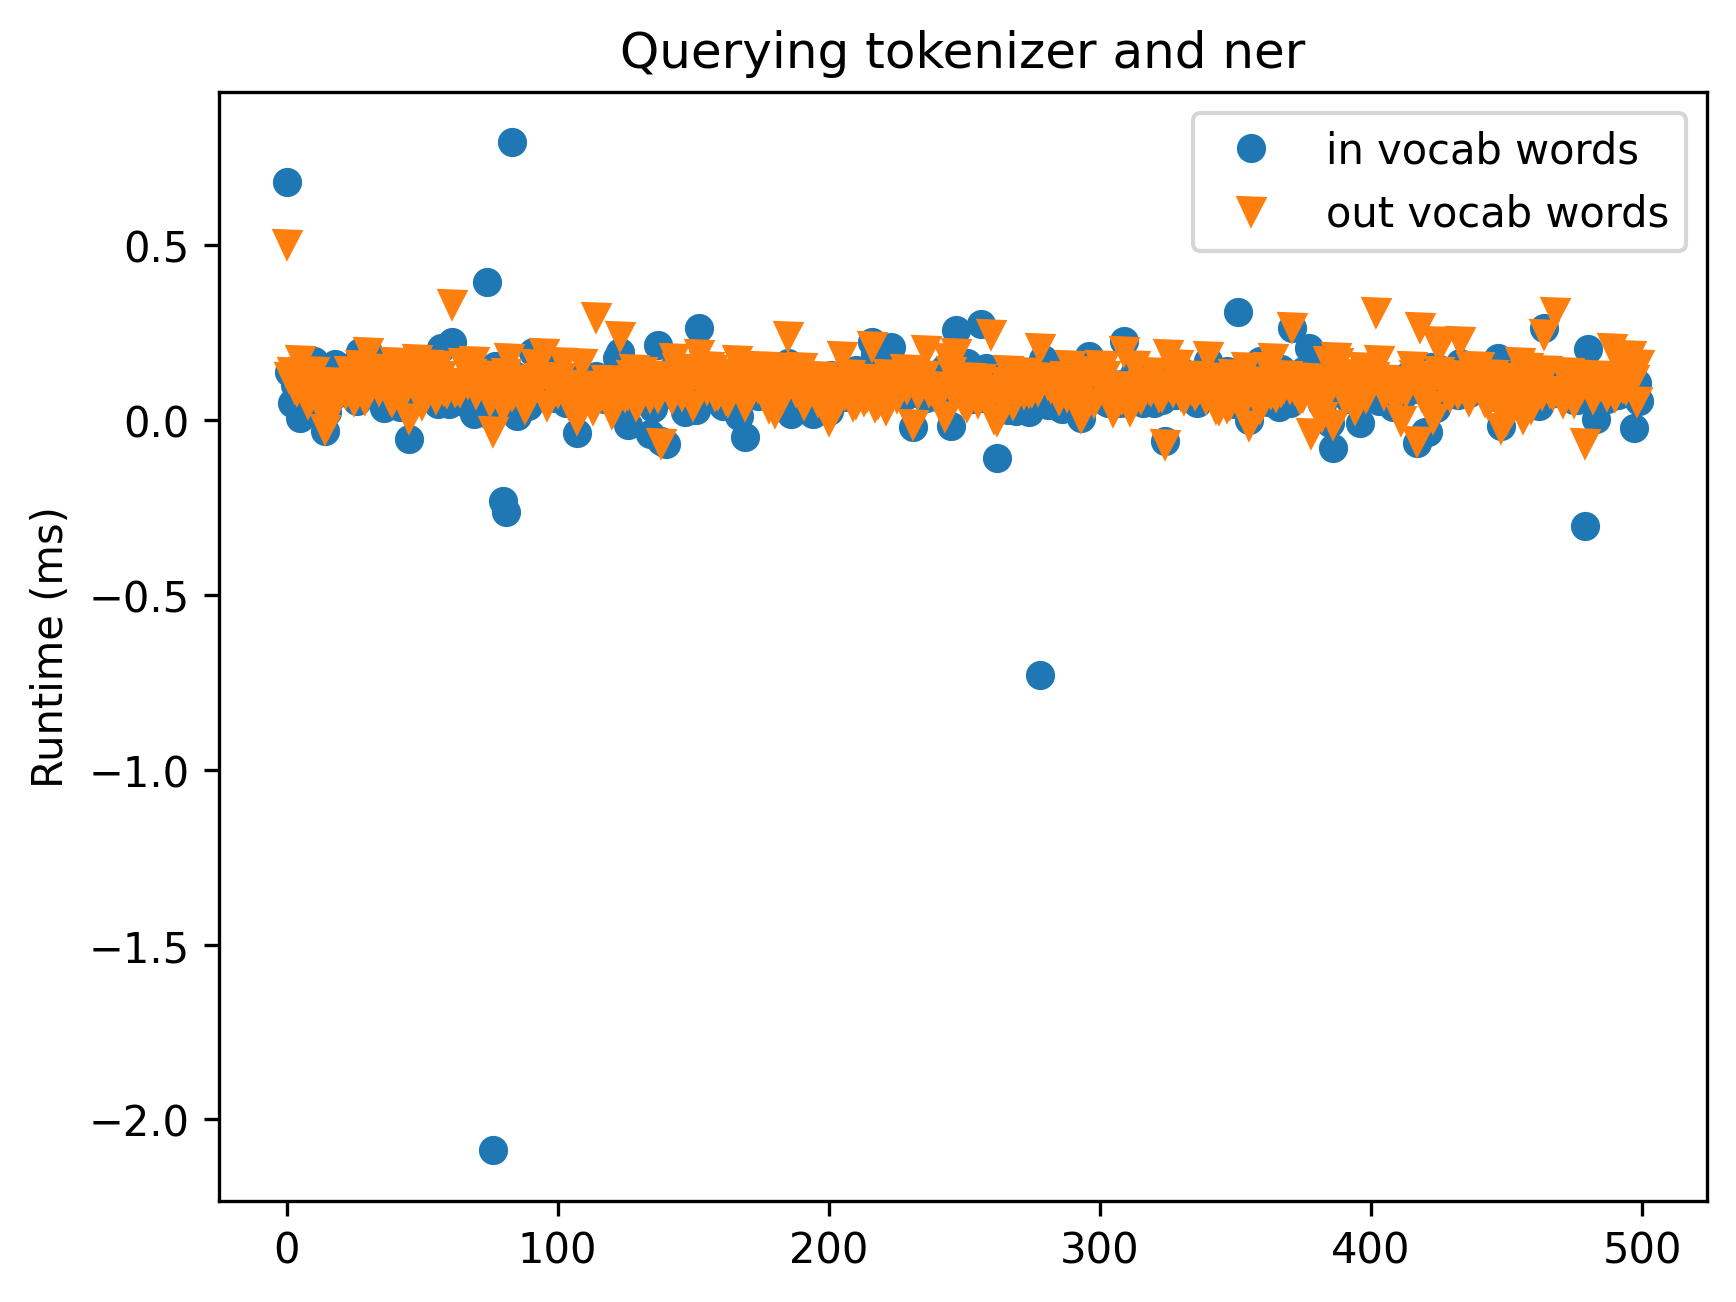 Querying tokenizer and ner
in vocab words
out vocab words
Runtime (ms)
0.5
0.0
−0.5
−1.0
−1.5
−2.0
0 100 200 300 400 500